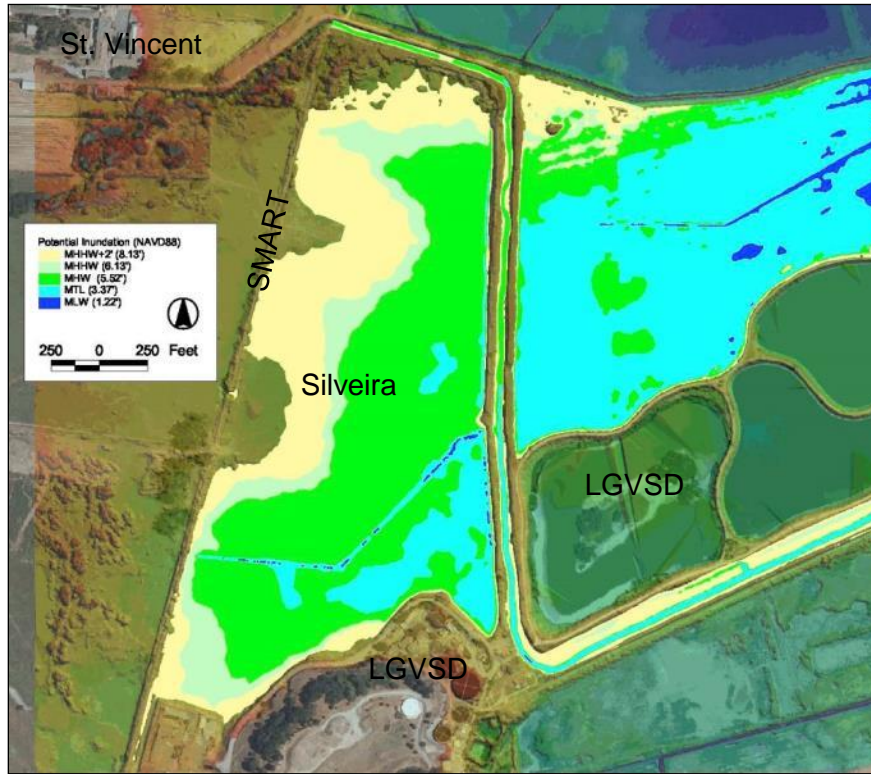 St. Vincent
SMART
Potential Inundation (NAVD88)
MHHW+2' (8.13')
MHHW (6.13')
MHW (5.52')
MTL (3.37')
MLW (1.22')
250 0 250 Feet
Silveira
LGVSD
LGVSD